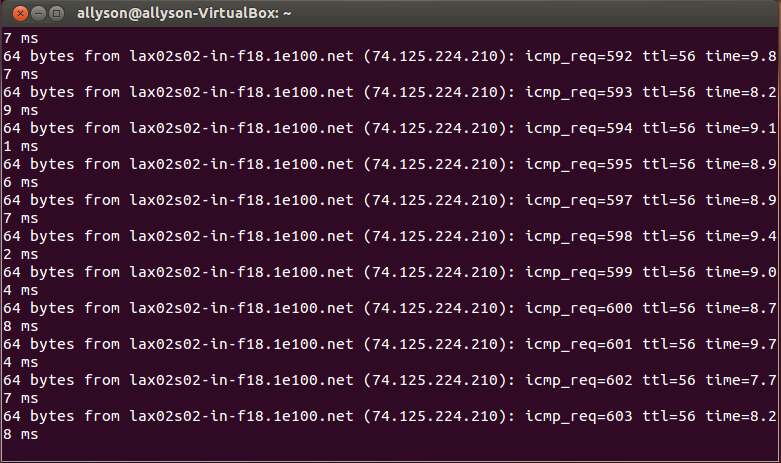 allyson@allyson-VirtualBox: ~
7 ms
64 bytes from lax02s02-in-f18.1e100.net (74.125.224.210): icmp_req=592 ttl=56 time=9.8
7 ms
64 bytes from lax02s02-in-f18.1e100.net (74.125.224.210): icmp_req=593 ttl=56 time=8.2
9 ms
64 bytes from lax02s02-in-f18.1e100.net (74.125.224.210): icmp_req=594 ttl=56 time=9.1
1 ms
64 bytes from lax02s02-in-f18.1e100.net (74.125.224.210): icmp_req=595 ttl=56 time=8.9
6 ms
64 bytes from lax02s02-in-f18.1e100.net (74.125.224.210): icmp_req=597 ttl=56 time=8.9
7 ms
64 bytes from lax02s02-in-f18.1e100.net (74.125.224.210): icmp_req=598 ttl=56 time=9.4
2 ms
64 bytes from lax02s02-in-f18.1e100.net (74.125.224.210): icmp_req=599 ttl=56 time=9.0
4 ms
64 bytes from lax02s02-in-f18.1e100.net (74.125.224.210): icmp_req=600 ttl=56 time=8.7
8 ms
64 bytes from lax02s02-in-f18.1e100.net (74.125.224.210): icmp_req=601 ttl=56 time=9.7
4 ms
64 bytes from lax02s02-in-f18.1e100.net (74.125.224.210): icmp_req=602 ttl=56 time=7.7
7 ms
64 bytes from lax02s02-in-f18.1e100.net (74.125.224.210): icmp_req=603 ttl=56 time=8.2
8 ms